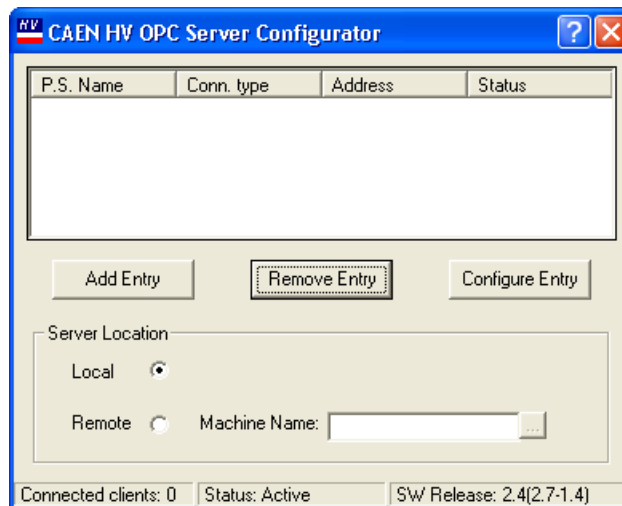 HV CAEN HV OPC Server Configurator ?
P.S. Name Conn. type Address Status
Add Entry Remove Entry Configure Entry
Server Location
Local
Remote Machine Name: ...
Connected clients: 0 Status: Active SW Release: 2.4(2.7-1.4)